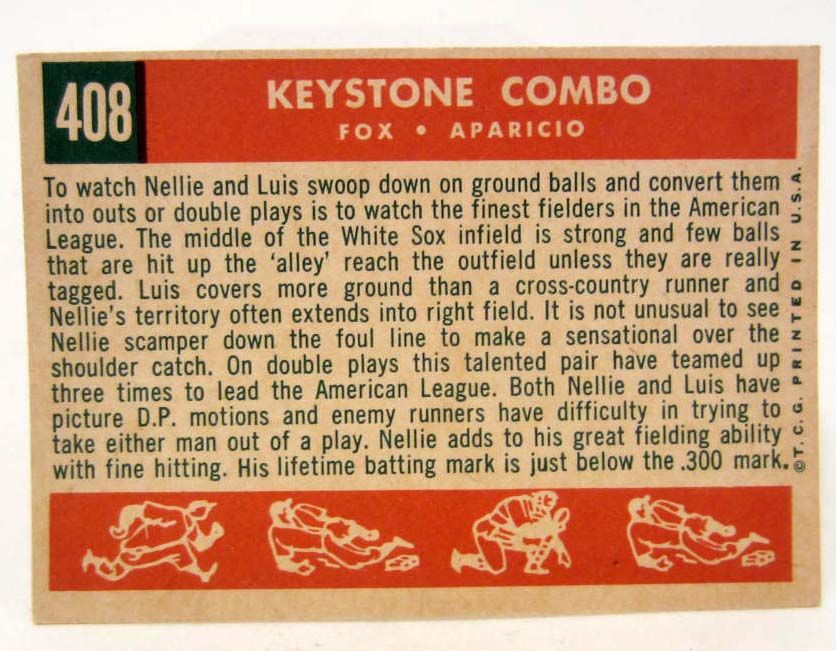 408
KEYSTONE COMBO
FOX • APARICIO
To watch Nellie and Luis swoop down on ground balls and convert them
into outs or double plays is to watch the finest fielders in the American
League. The middle of the White Sox infield is strong and few balls
that are hit up the ‘alley’ reach the outfield unless they are really
tagged. Luis covers more ground than a cross-country runner and
Nellie's territory often extends into right field. It is not unusual to see
Nellie scamper down the foul line to make a sensational over the
shoulder catch. On double plays this talented pair have teamed up
three times to lead the American League. Both Nellie and Luis have
picture D.P. motions and enemy runners have difficulty in trying to
take either man out of a play. Nellie adds to his great fielding ability
with fine hitting. His lifetime batting mark is just below the .300 mark.
© T.C.G. PRINTED IN U.S.A.